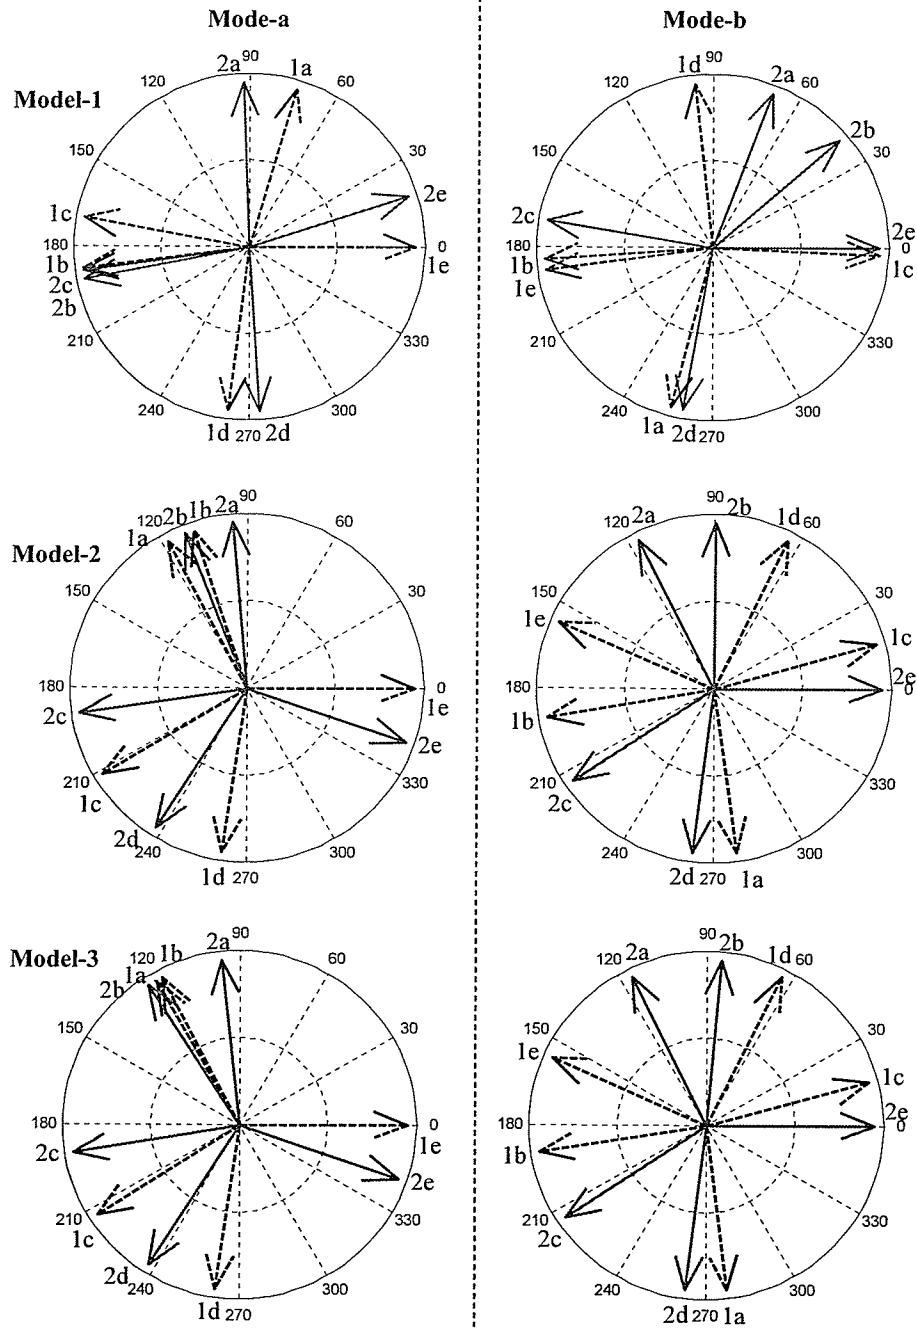 Mode-a
Mode-b
Model-1
2a 90 1a
120 60
150 30
1c 2e
180 0
1b 1e
2c
2b
210 330
240 300
1d 270 2d
1d 90 2a
120 60
2b
150 30
2c 2e
180 0
1b 1c
1e
210 330
240 300
1a 2d 270
Model-2
90
120 2b 1b 2a
1a 60
150 30
180 0
2c 1e
2e
210 330
1c
2d
240 300
1d 270
90
120 2a 2b 1d 60
150 30
1e 1c
180 2e 0
1b
210 330
2c
240 300
2d 270 1a
Model-3
90
120 1b 2a 60
1a
2b
150 30
180 0
2c 1e
2e
210 330
1c
2d
240 300
1d 270
90
120 2a 2b 1d 60
150 30
1e 1c
2e
180 0
1b
210 330
2c
240 300
2d 270 1a